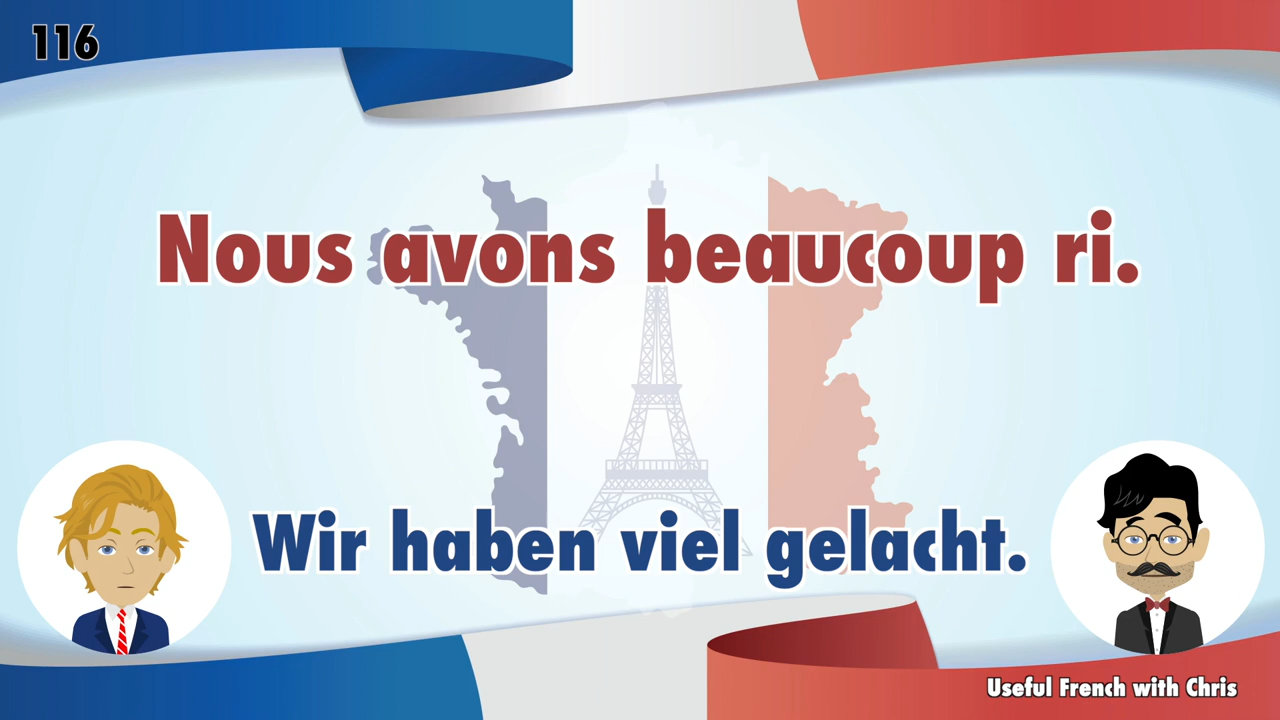 116
Nous avons beaucoup ri.
Wir haben viel gelacht.
Useful French with Chris